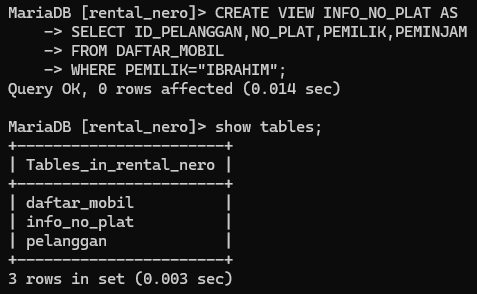 MariaDB [rental_nero]> CREATE VIEW INFO_NO_PLAT AS
    -> SELECT ID_PELANGGAN,NO_PLAT,PEMILIK,PEMINJAM
    -> FROM DAFTAR_MOBIL
    -> WHERE PEMILIK="IBRAHIM";
Query OK, 0 rows affected (0.014 sec)

MariaDB [rental_nero]> show tables;
+-----------------------+
| Tables_in_rental_nero |
+-----------------------+
| daftar_mobil          |
| info_no_plat          |
| pelanggan             |
+-----------------------+
3 rows in set (0.003 sec)